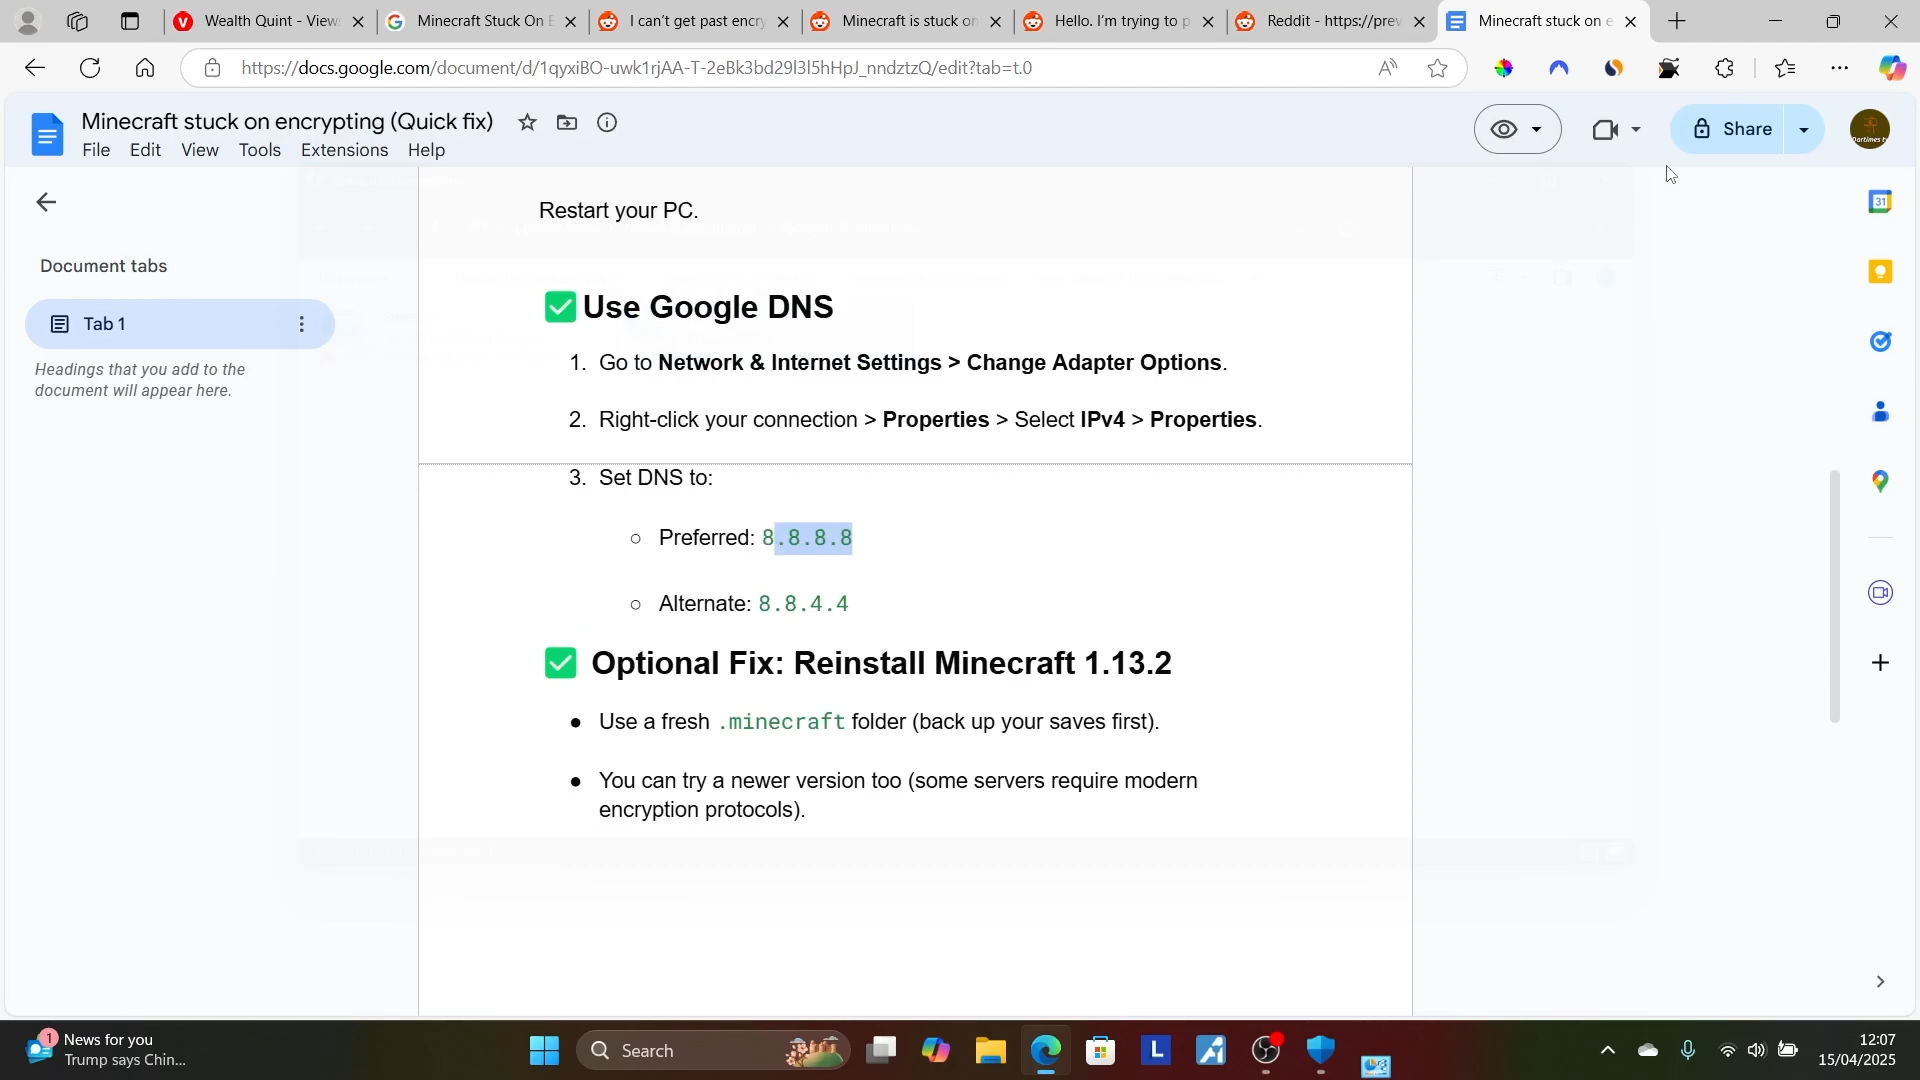 Wealth Quint - View
Minecraft Stuck On E
I can't get past encry
Minecraft is stuck on
Hello. I'm trying to p
Reddit - https://prev
Minecraft stuck on e
https://docs.google.com/document/d/1qyxiBO-uwk1rjAA-T-2eBk3bd29l3l5hHpJ_nndztzQ/edit?tab=t.0
Minecraft stuck on encrypting (Quick fix)
File Edit View Tools Extensions Help
Share
Document tabs
Tab 1
Headings that you add to the
document will appear here.
Restart your PC.
✅Use Google DNS
1. Go to Network & Internet Settings > Change Adapter Options.
2. Right-click your connection > Properties > Select IPv4 > Properties.
3. Set DNS to:
○ Preferred: 8.8.8.8
○ Alternate: 8.8.4.4
✅ Optional Fix: Reinstall Minecraft 1.13.2
● Use a fresh .minecraft folder (back up your saves first).
● You can try a newer version too (some servers require modern
encryption protocols).
31
1
News for you
Trump says Chin...
Search
L
12:07
15/04/2025